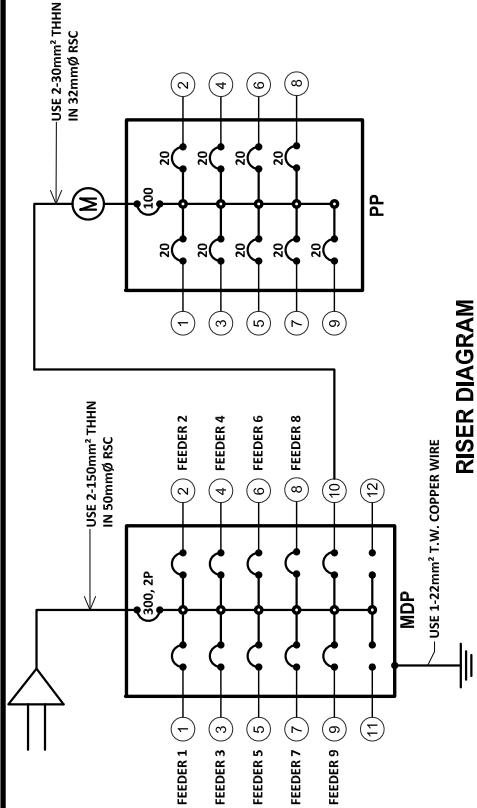 USE 2-150mm² THHN
IN 50mmØ RSC
300, 2P
FEEDER 1
1
2
FEEDER 2
FEEDER 3
3
4
FEEDER 4
FEEDER 5
5
6
FEEDER 6
FEEDER 7
7
8
FEEDER 8
FEEDER 9
9
10
11
12
MDP
USE 1-22mm² T.W. COPPER WIRE
USE 2-30mm² THHN
IN 32mmØ RSC
M
100
1
20
20
2
3
20
20
4
5
20
20
6
7
20
20
8
9
20
PP
RISER DIAGRAM